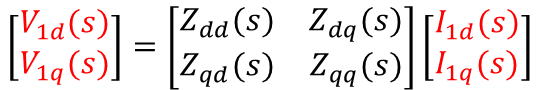 [V₁d(s)] = [Zdd(s) Zdq(s)] [I₁d(s)]
[V₁q(s)] [Zqd(s) Zqq(s)] [I₁q(s)]